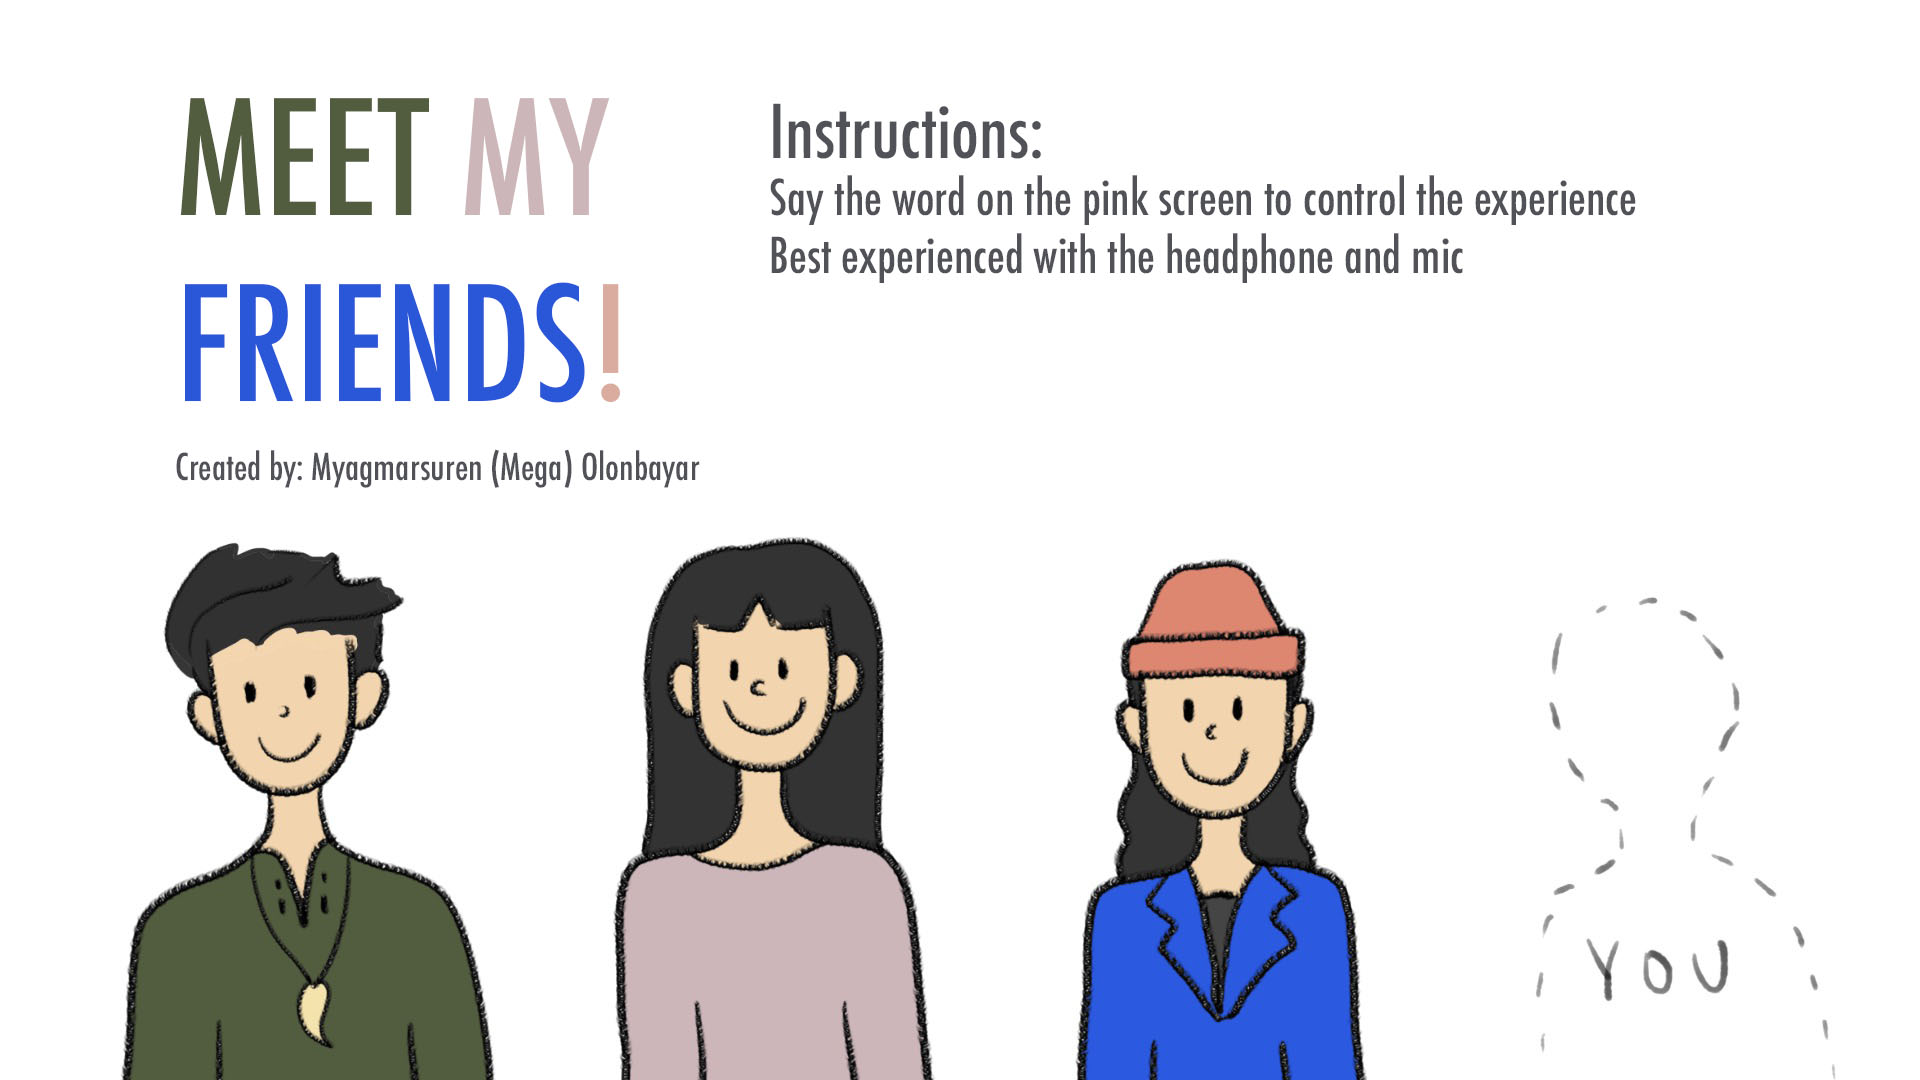 MEET MY
FRIENDS!
Created by: Myagmarsuren (Mega) Olonbayar
Instructions:
Say the word on the pink screen to control the experience
Best experienced with the headphone and mic
YOU